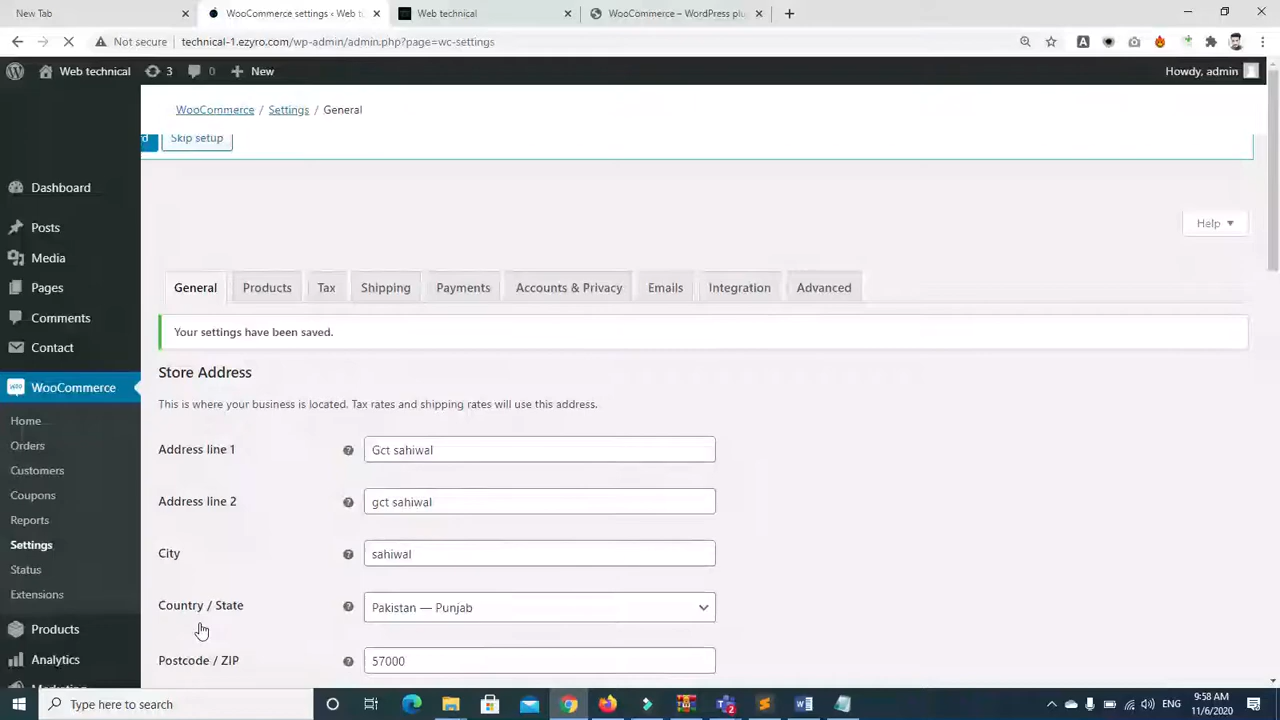 New Tab
WooCommerce settings ‹ Web t
Web technical
WooCommerce – WordPress plu
Not secure
technical-1.ezyro.com/wp-admin/admin.php?page=wc-settings
Web technical
3
0
New
Howdy, admin
WooCommerce / Settings / General
Skip setup
Dashboard
Posts
Media
Pages
Comments
Contact
WooCommerce
Home
Orders
Customers
Coupons
Reports
Settings
Status
Extensions
Products
Analytics
Help
General
Products
Tax
Shipping
Payments
Accounts & Privacy
Emails
Integration
Advanced
Your settings have been saved.
Store Address
This is where your business is located. Tax rates and shipping rates will use this address.
Address line 1
Gct sahiwal
Address line 2
gct sahiwal
City
sahiwal
Country / State
Pakistan — Punjab
Postcode / ZIP
57000
Type here to search
ENG
9:58 AM
11/6/2020